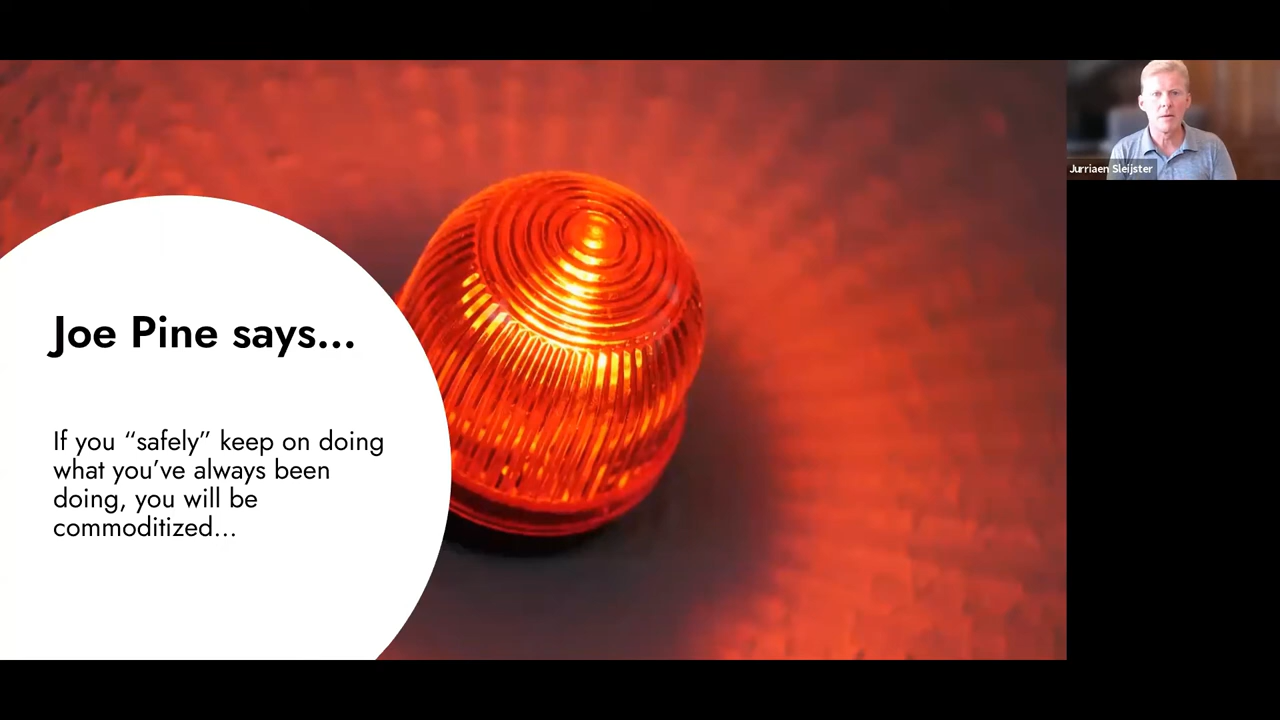 Joe Pine says...
If you “safely” keep on doing
what you’ve always been
doing, you will be
commoditized...
Jurriaen Sleijster